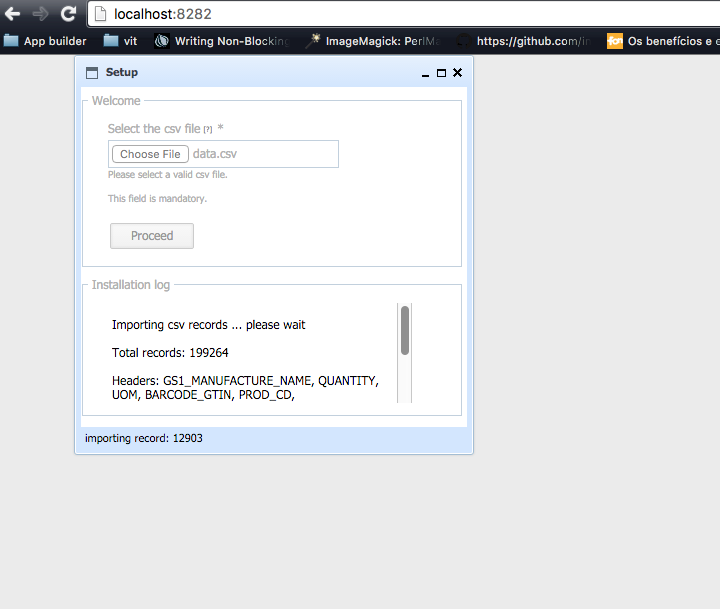 localhost:8282
App builder
vit
Writing Non-Blocking
ImageMagick: PerlMa
https://github.com/in
fon
Os benefícios e e
Setup
Welcome
Select the csv file [?] *
Choose File data.csv
Please select a valid csv file.
This field is mandatory.
Proceed
Installation log
Importing csv records ... please wait
Total records: 199264
Headers: GS1_MANUFACTURE_NAME, QUANTITY,
UOM, BARCODE_GTIN, PROD_CD,
importing record: 12903